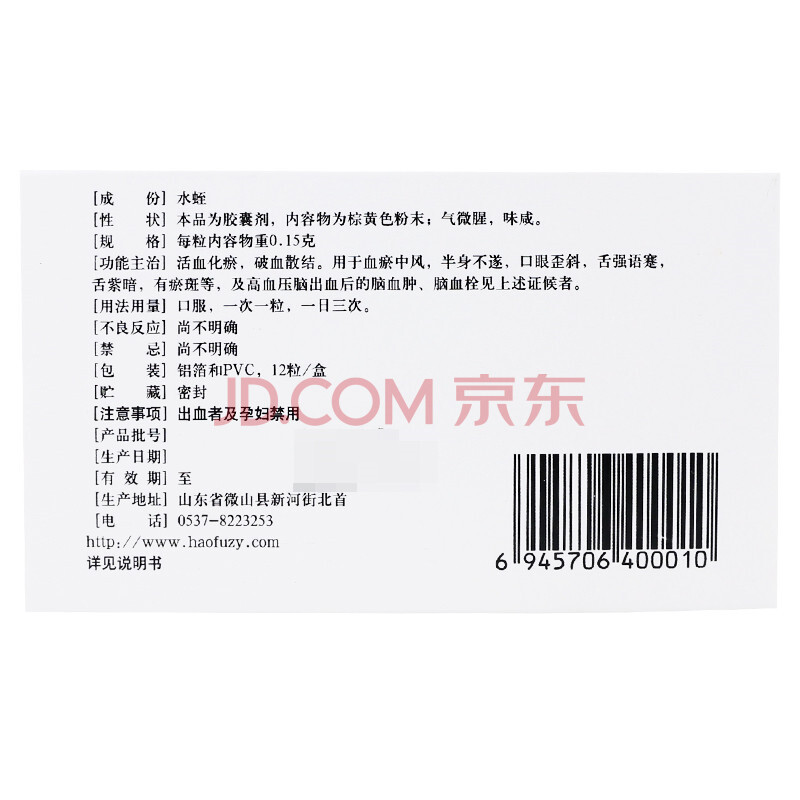 [成 份] 水蛭
[性 状] 本品为胶囊剂，内容物为棕黄色粉末；气微腥，味咸。
[规 格] 每粒内容物重0.15克
[功能主治] 活血化瘀，破血散结。用于血瘀中风，半身不遂，口眼歪斜，舌强语蹇，
舌紫暗，有瘀斑等，及高血压脑出血后的脑血肿、脑血栓见上述证候者。
[用法用量] 口服，一次一粒，一日三次。
[不良反应] 尚不明确
[禁 忌] 尚不明确
[包 装] 铝箔和PVC，12粒/盒
[贮 藏] 密封
JD.COM 京东
[注意事项] 出血者及孕妇禁用
[产品批号]
[生产日期]
[有 效 期] 至
[生产地址] 山东省微山县新河街北首
[电 话] 0537-8223253
http://www.haofuzy.com
详见说明书
6 945706 400010